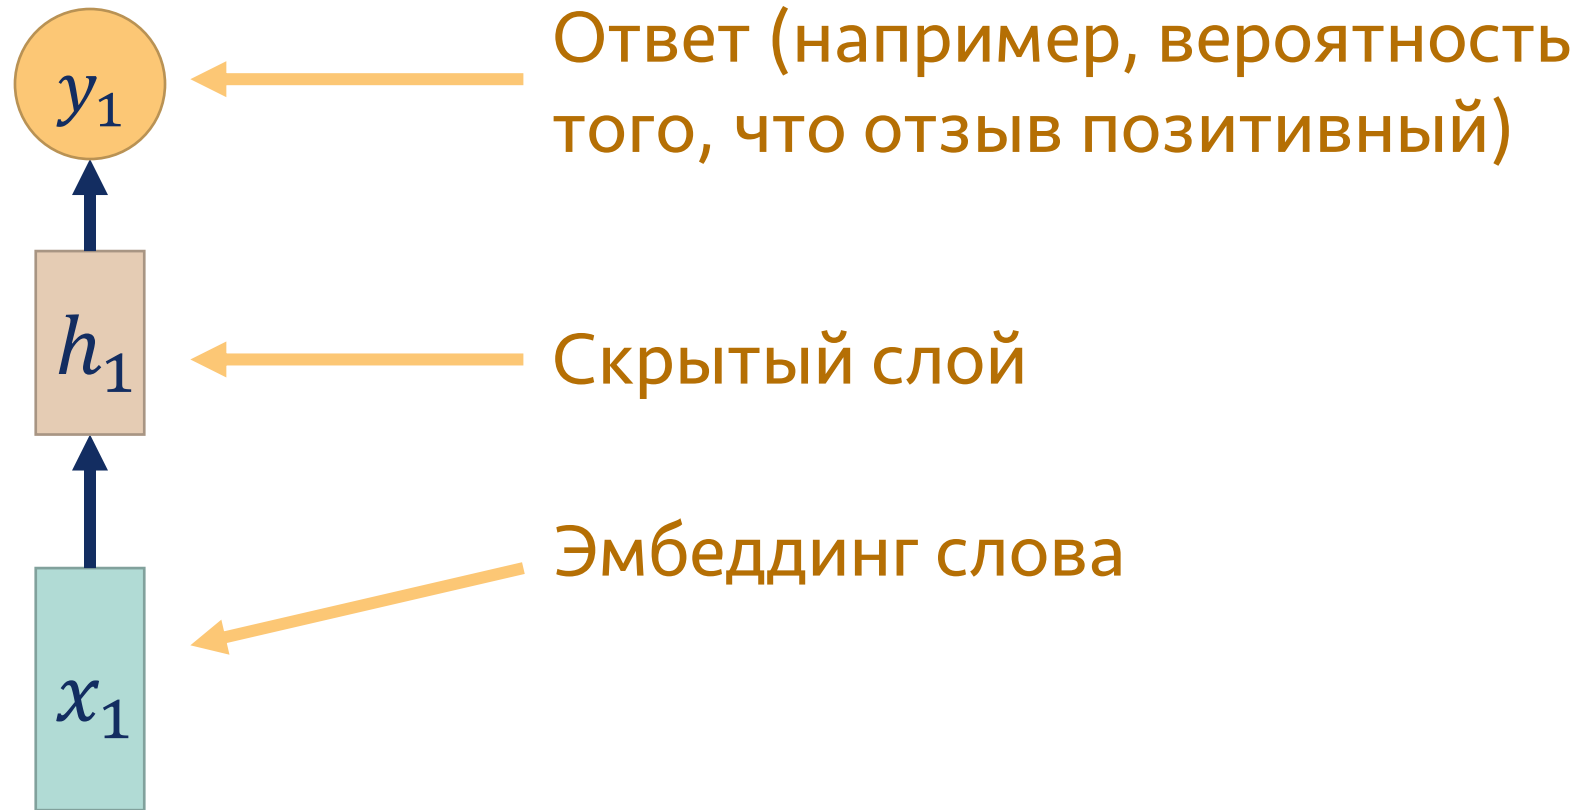 y₁
Ответ (например, вероятность
того, что отзыв позитивный)
h₁
Скрытый слой
Эмбеддинг слова
x₁